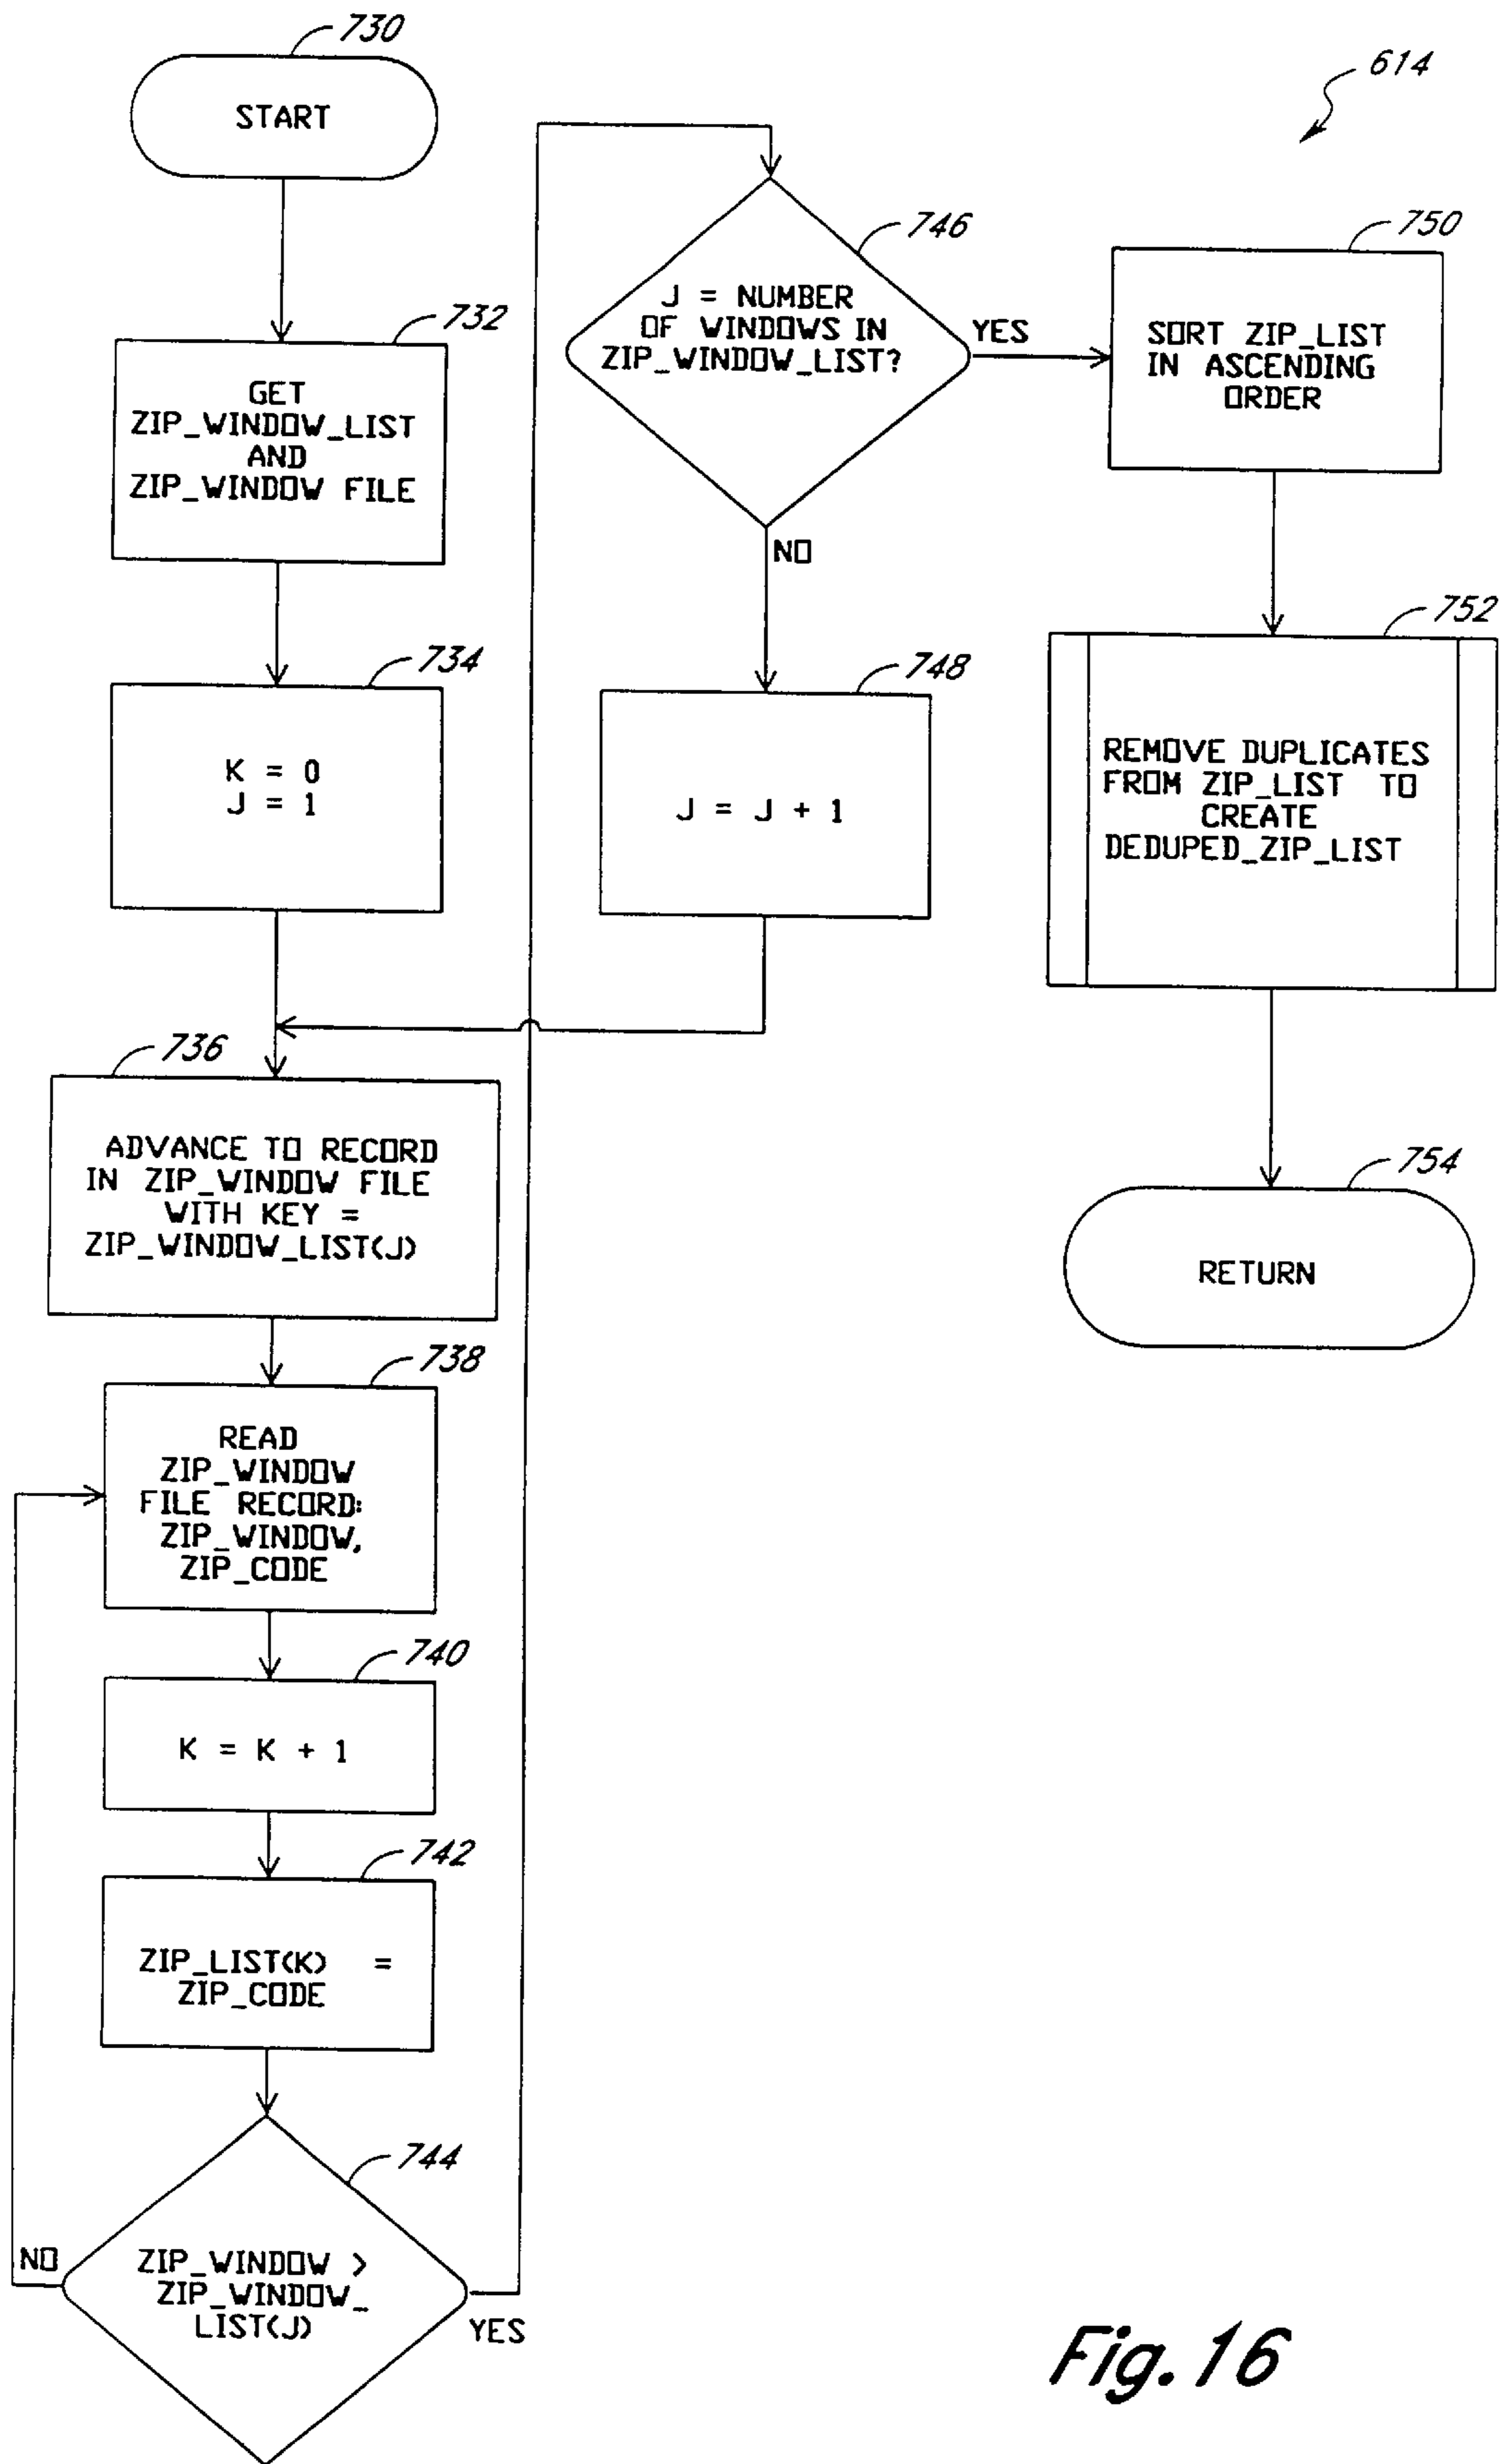 730
START
732
GET
ZIP_WINDOW_LIST
AND
ZIP_WINDOW FILE
734
K = 0
J = 1
736
ADVANCE TO RECORD
IN ZIP_WINDOW FILE
WITH KEY =
ZIP_WINDOW_LIST(J)
738
READ
ZIP_WINDOW
FILE RECORD:
ZIP_WINDOW,
ZIP_CODE
740
K = K + 1
742
ZIP_LIST(K) =
ZIP_CODE
744
ZIP_WINDOW >
ZIP_WINDOW_
LIST(J)
NO
YES
746
J = NUMBER
OF WINDOWS IN
ZIP_WINDOW_LIST?
YES
NO
748
J = J + 1
614
750
SORT ZIP_LIST
IN ASCENDING
ORDER
752
REMOVE DUPLICATES
FROM ZIP_LIST TO
CREATE
DEDUPED_ZIP_LIST
754
RETURN
Fig. 16